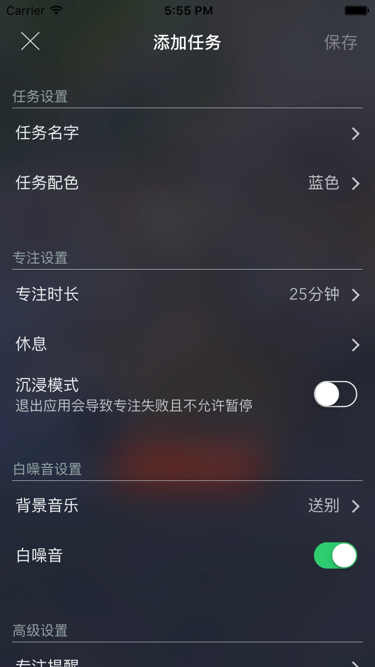 Carrier 5:55 PM
添加任务 保存
任务设置
任务名字
任务配色 蓝色
专注设置
专注时长 25分钟
休息
沉浸模式
退出应用会导致专注失败且不允许暂停
白噪音设置
背景音乐 送别
白噪音
高级设置
专注提醒